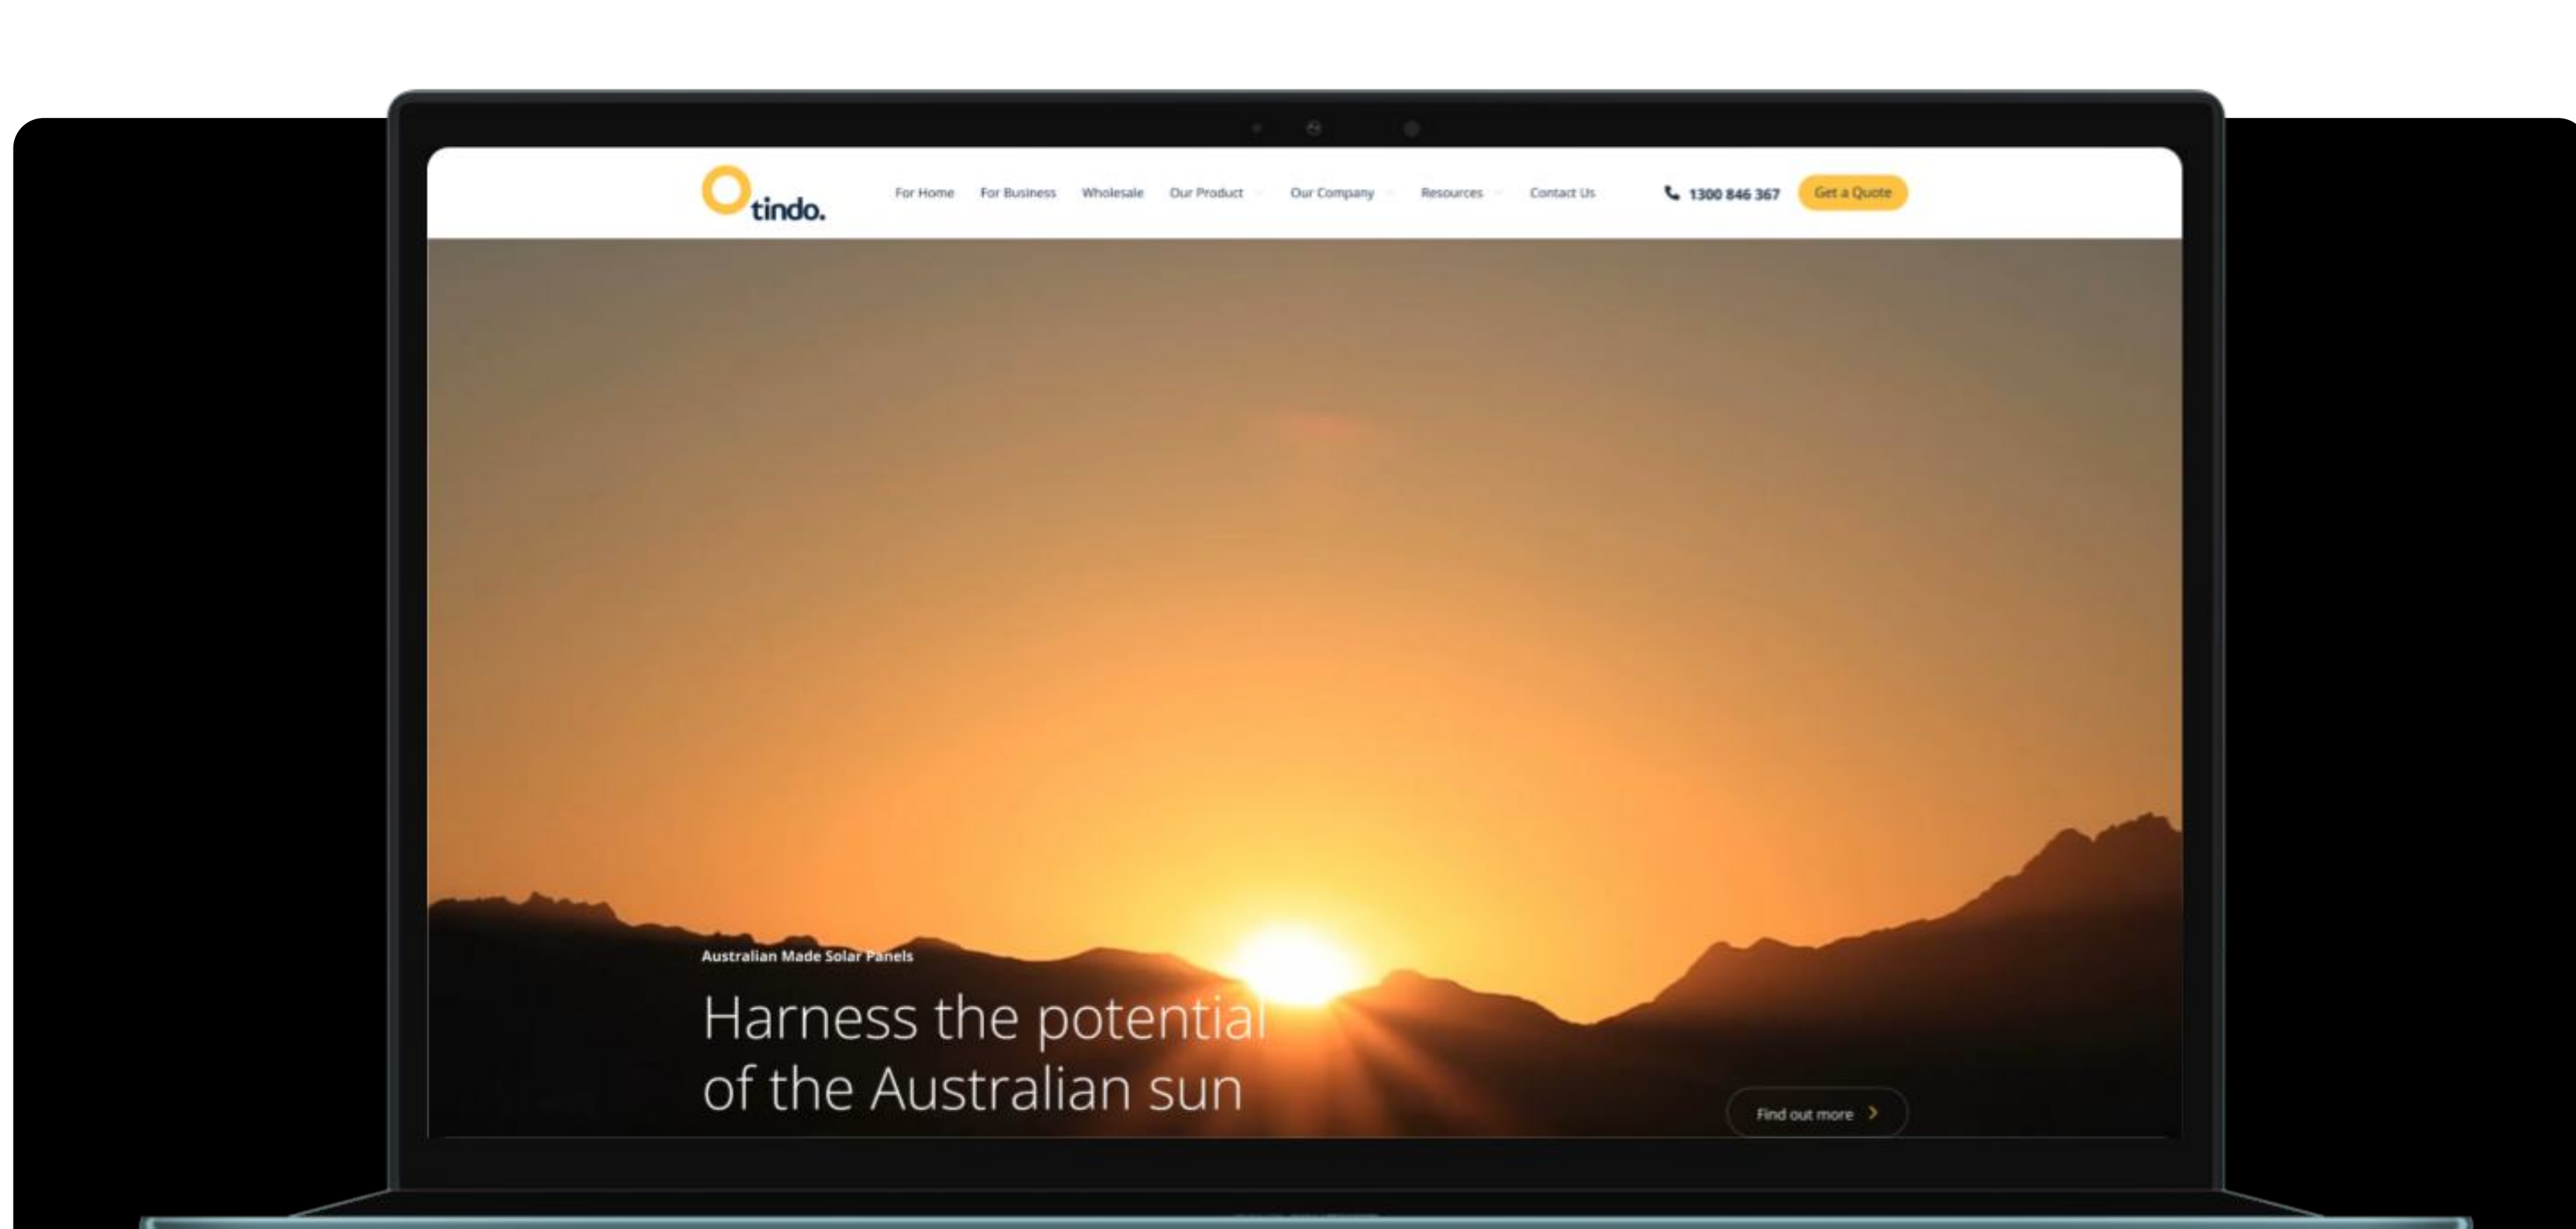 tindo.
For Home For Business Wholesale Our Product Our Company Resources Contact Us 1300 846 367 Get a Quote
Australian Made Solar Panels
Harness the potential
of the Australian sun
Find out more